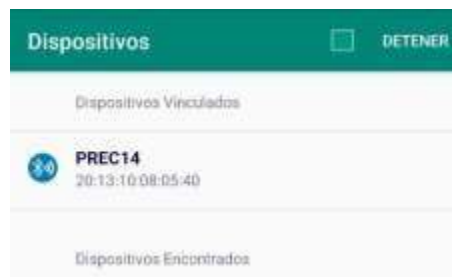 Dispositivos DETENER
Dispositivos Vinculados
PREC14
20:13:10:08:05:40
Dispositivos Encontrados